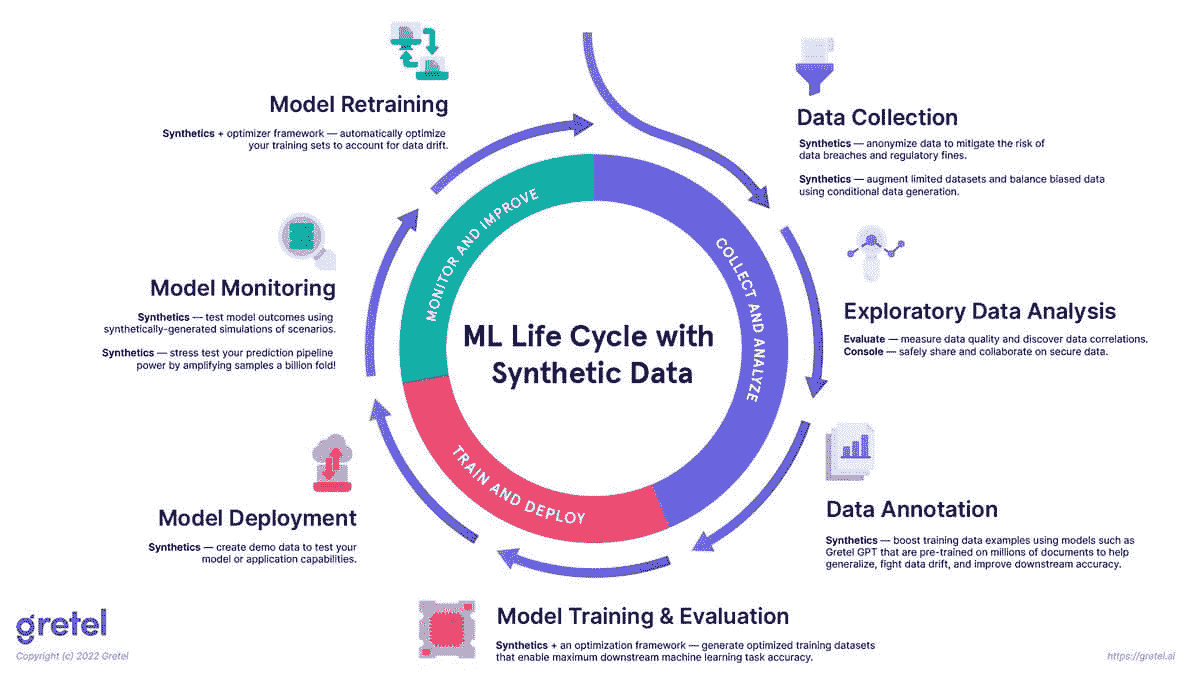 Model Retraining
Synthetics + optimizer framework — automatically optimize
your training sets to account for data drift.
Data Collection
Synthetics — anonymize data to mitigate the risk of
data breaches and regulatory fines.
Synthetics — augment limited datasets and balance biased data
using conditional data generation.
MONITOR AND IMPROVE
COLLECT AND ANALYZE
TRAIN AND DEPLOY
ML Life Cycle with
Synthetic Data
Model Monitoring
Synthetics — test model outcomes using
synthetically-generated simulations of scenarios.
Synthetics — stress test your prediction pipeline
power by amplifying samples a billion fold!
Exploratory Data Analysis
Evaluate — measure data quality and discover data correlations.
Console — safely share and collaborate on secure data.
Model Deployment
Synthetics — create demo data to test your
model or application capabilities.
Data Annotation
Synthetics — boost training data examples using models such as
Gretel GPT that are pre-trained on millions of documents to help
generalize, fight data drift, and improve downstream accuracy.
Model Training & Evaluation
Synthetics + an optimization framework — generate optimized training datasets
that enable maximum downstream machine learning task accuracy.
gretel
Copyright (c) 2022 Gretel
https://gretel.ai